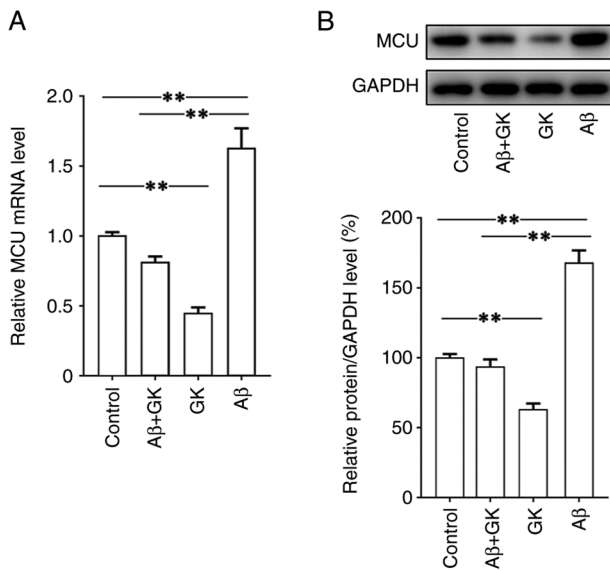 A
Relative MCU mRNA level
2.0
1.5
1.0
0.5
0
**
**
**
Control
Aβ+GK
GK
Aβ
B
MCU
GAPDH
Control
Aβ+GK
GK
Aβ
Relative protein/GAPDH level (%)
200
150
100
50
0
**
**
**
Control
Aβ+GK
GK
Aβ